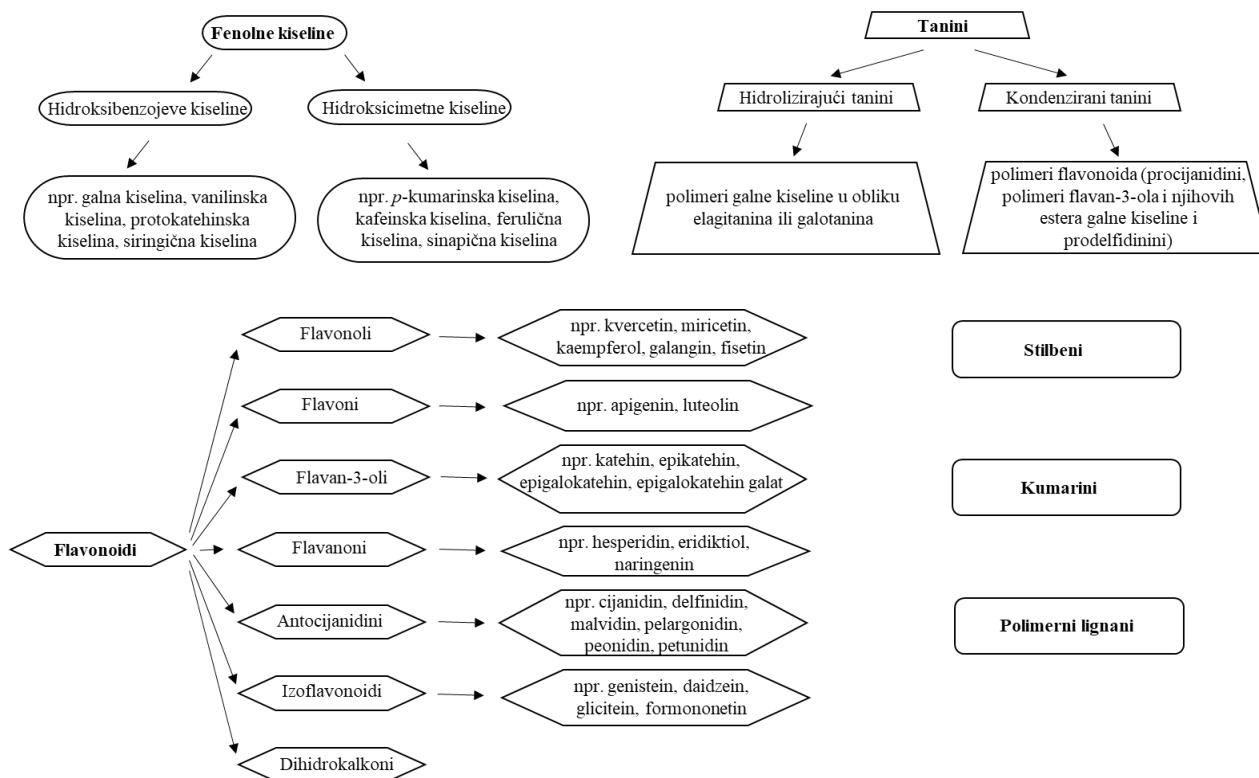 Fenolne kiseline
Hidroksibenzojeve kiseline
Hidroksicimetne kiseline
npr. galna kiselina, vanilinska
kiselina, protokatehinska
kiselina, siringična kiselina
npr. p-kumarinska kiselina,
kafeinska kiselina, ferulična
kiselina, sinapična kiselina
Tanini
Hidrolizirajući tanini
Kondenzirani tanini
polimeri galne kiseline u obliku
elagitanina ili galotanina
polimeri flavonoida (procijanidini,
polimeri flavan-3-ola i njihovih
estera galne kiseline i
prodelfidinini)
Flavonoidi
Flavonoli
npr. kvercetin, miricetin,
kaempferol, galangin, fisetin
Flavoni
npr. apigenin, luteolin
Flavan-3-oli
npr. katehin, epikatehin,
epigalokatehin, epigalokatehin galat
Flavanoni
npr. hesperidin, eridiktiol,
naringenin
Antocijanidini
npr. cijanidin, delfinidin,
malvidin, pelargonidin,
peonidin, petunidin
Izoflavonoidi
npr. genistein, daidzein,
glicitein, formononetin
Dihidrokalkoni
Stilbeni
Kumarini
Polimerni lignani